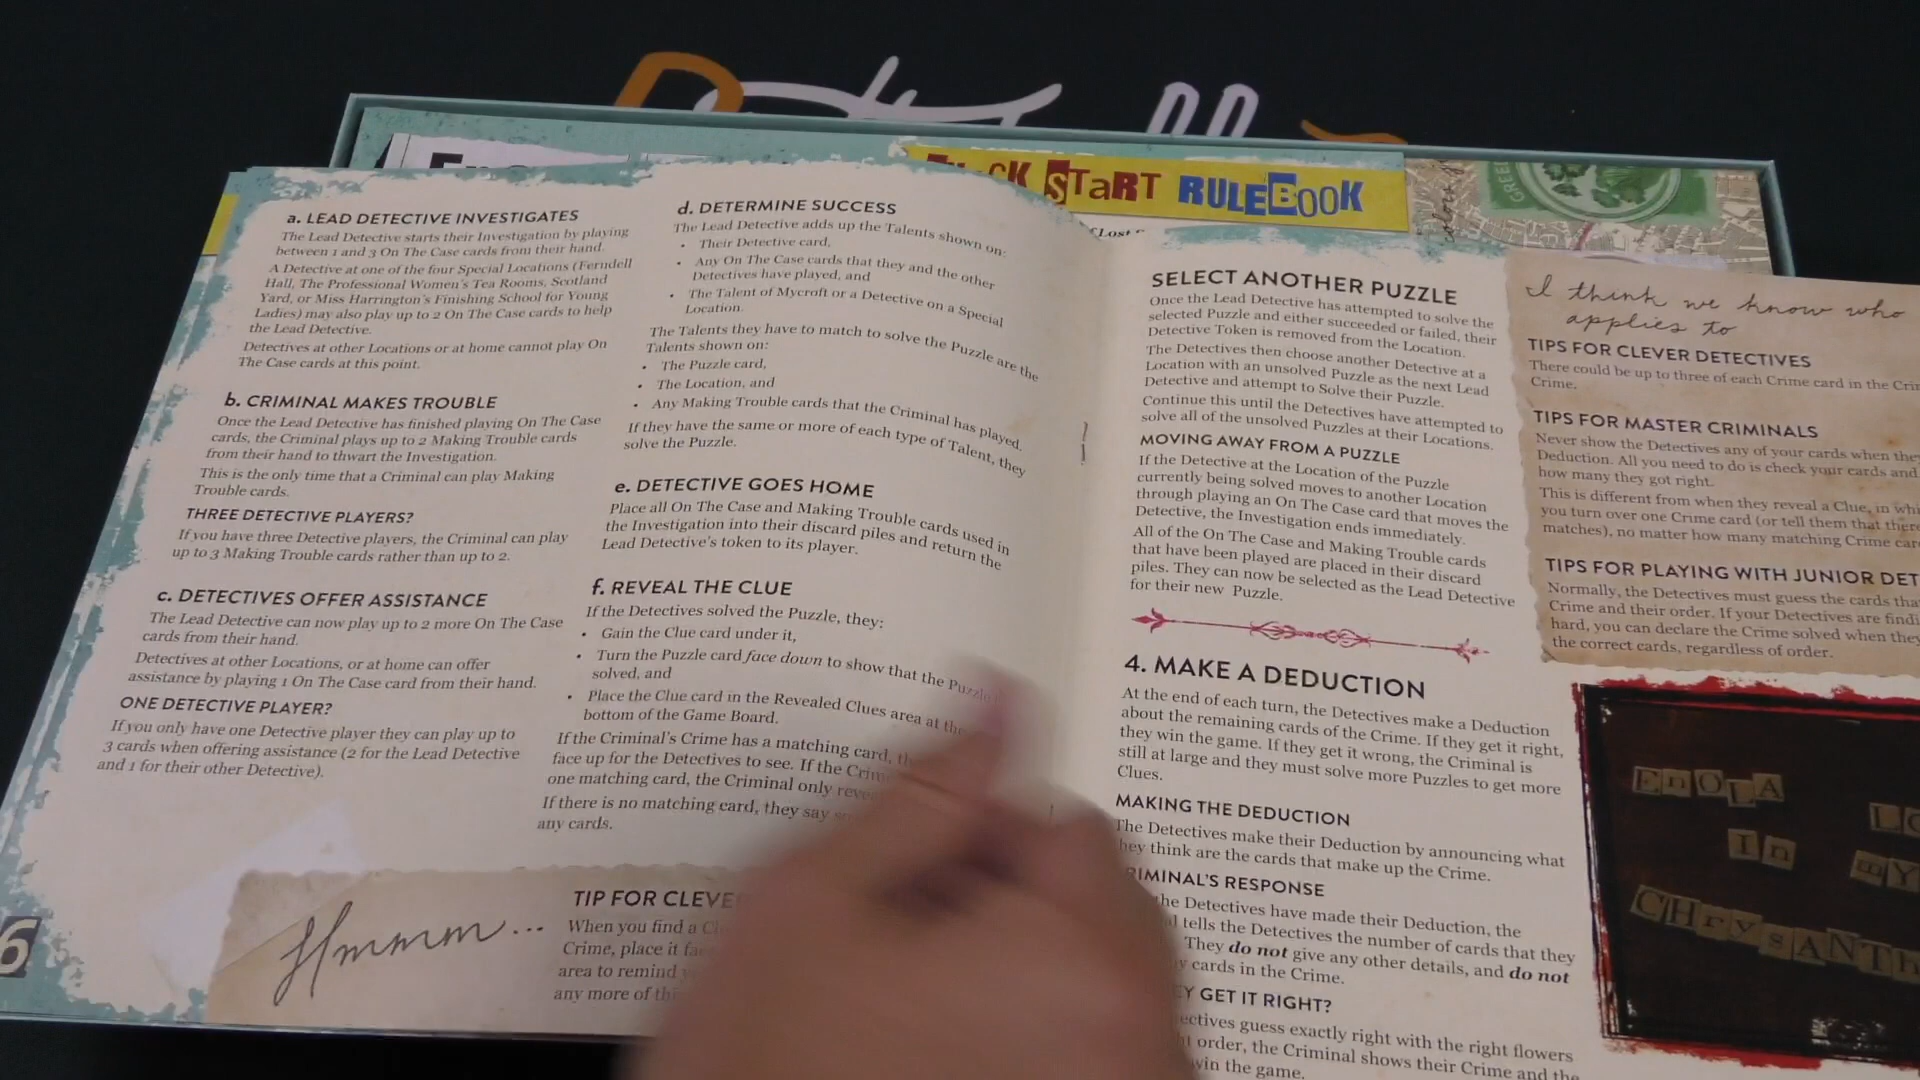 START RULEBOOK
GREE
a. LEAD DETECTIVE INVESTIGATES
The Lead Detective starts their Investigation by playing
between 1 and 3 On The Case cards from their hand.
A Detective at one of the four Special Locations (Ferndell
Hall, The Professional Women's Tea Rooms, Scotland
Yard, or Miss Harrington's Finishing School for Young
Ladies) may also play up to 2 On The Case cards to help
the Lead Detective.
Detectives at other Locations or at home cannot play On
The Case cards at this point.
b. CRIMINAL MAKES TROUBLE
Once the Lead Detective has finished playing On The Case
cards, the Criminal plays up to 2 Making Trouble cards
from their hand to thwart the Investigation.
This is the only time that a Criminal can play Making
Trouble cards.
THREE DETECTIVE PLAYERS?
If you have three Detective players, the Criminal can play
up to 3 Making Trouble cards rather than up to 2.
c. DETECTIVES OFFER ASSISTANCE
The Lead Detective can now play up to 2 more On The Case
cards from their hand.
Detectives at other Locations, or at home can offer
assistance by playing 1 On The Case card from their hand.
ONE DETECTIVE PLAYER?
If you only have one Detective player they can play up to
3 cards when offering assistance (2 for the Lead Detective
and 1 for their other Detective).
6
Hmmmm...
d. DETERMINE SUCCESS
The Lead Detective adds up the Talents shown on:
• Their Detective card,
• Any On The Case cards that they and the other
Detectives have played, and
• The Talent of Mycroft or a Detective on a Special
Location.
The Talents they have to match to solve the Puzzle are the
Talents shown on:
• The Puzzle card,
• The Location, and
• Any Making Trouble cards that the Criminal has played.
If they have the same or more of each type of Talent, they
solve the Puzzle.
e. DETECTIVE GOES HOME
Place all On The Case and Making Trouble cards used in
the Investigation into their discard piles and return the
Lead Detective's token to its player.
f. REVEAL THE CLUE
If the Detectives solved the Puzzle, they:
• Gain the Clue card under it,
• Turn the Puzzle card face down to show that the Puzzle
solved, and
• Place the Clue card in the Revealed Clues area at the
bottom of the Game Board.
If the Criminal's Crime has a matching card,
face up for the Detectives to see. If the
one matching card, the Criminal only
If there is no matching card, they say
any cards.
TIP FOR
When you find a
Crime, place it
area to remind
any more of
SELECT ANOTHER PUZZLE
Once the Lead Detective has attempted to solve the
selected Puzzle and either succeeded or failed, their
Detective Token is removed from the Location.
The Detectives then choose another Detective at a
Location with an unsolved Puzzle as the next Lead
Detective and attempt to Solve their Puzzle.
Continue this until the Detectives have attempted to
solve all of the unsolved Puzzles at their Locations.
MOVING AWAY FROM A PUZZLE
If the Detective at the Location of the Puzzle
currently being solved moves to another Location
through playing an On The Case card that moves the
Detective, the Investigation ends immediately.
All of the On The Case and Making Trouble cards
that have been played are placed in their discard
piles. They can now be selected as the Lead Detective
for their new Puzzle.
4. MAKE A DEDUCTION
At the end of each turn, the Detectives make a Deduction
about the remaining cards of the Crime. If they get it right,
they win the game. If they get it wrong, the Criminal is
still at large and they must solve more Puzzles to get more
Clues.
MAKING THE DEDUCTION
The Detectives make their Deduction by announcing what
they think are the cards that make up the Crime.
CRIMINAL'S RESPONSE
the Detectives have made their Deduction, the
tells the Detectives the number of cards that they
They do not give any other details, and do not
cards in the Crime.
GET IT RIGHT?
guess exactly right with the right flowers
order, the Criminal shows their Crime and the
win the game.
I think we know who
applies to
TIPS FOR CLEVER DETECTIVES
There could be up to three of each Crime card in the
Crime.
TIPS FOR MASTER CRIMINALS
Never show the Detectives any of your cards when
Deduction. All you need to do is check your cards and
how many they got right.
This is different from when they reveal a Clue, in
you turn over one Crime card (or tell them that
matches), no matter how many matching Crime
TIPS FOR PLAYING WITH JUNIOR
Normally, the Detectives must guess the cards
Crime and their order. If your Detectives are
hard, you can declare the Crime solved when they
the correct cards, regardless of order.
EnOLA
In mY
CHrYsANTh